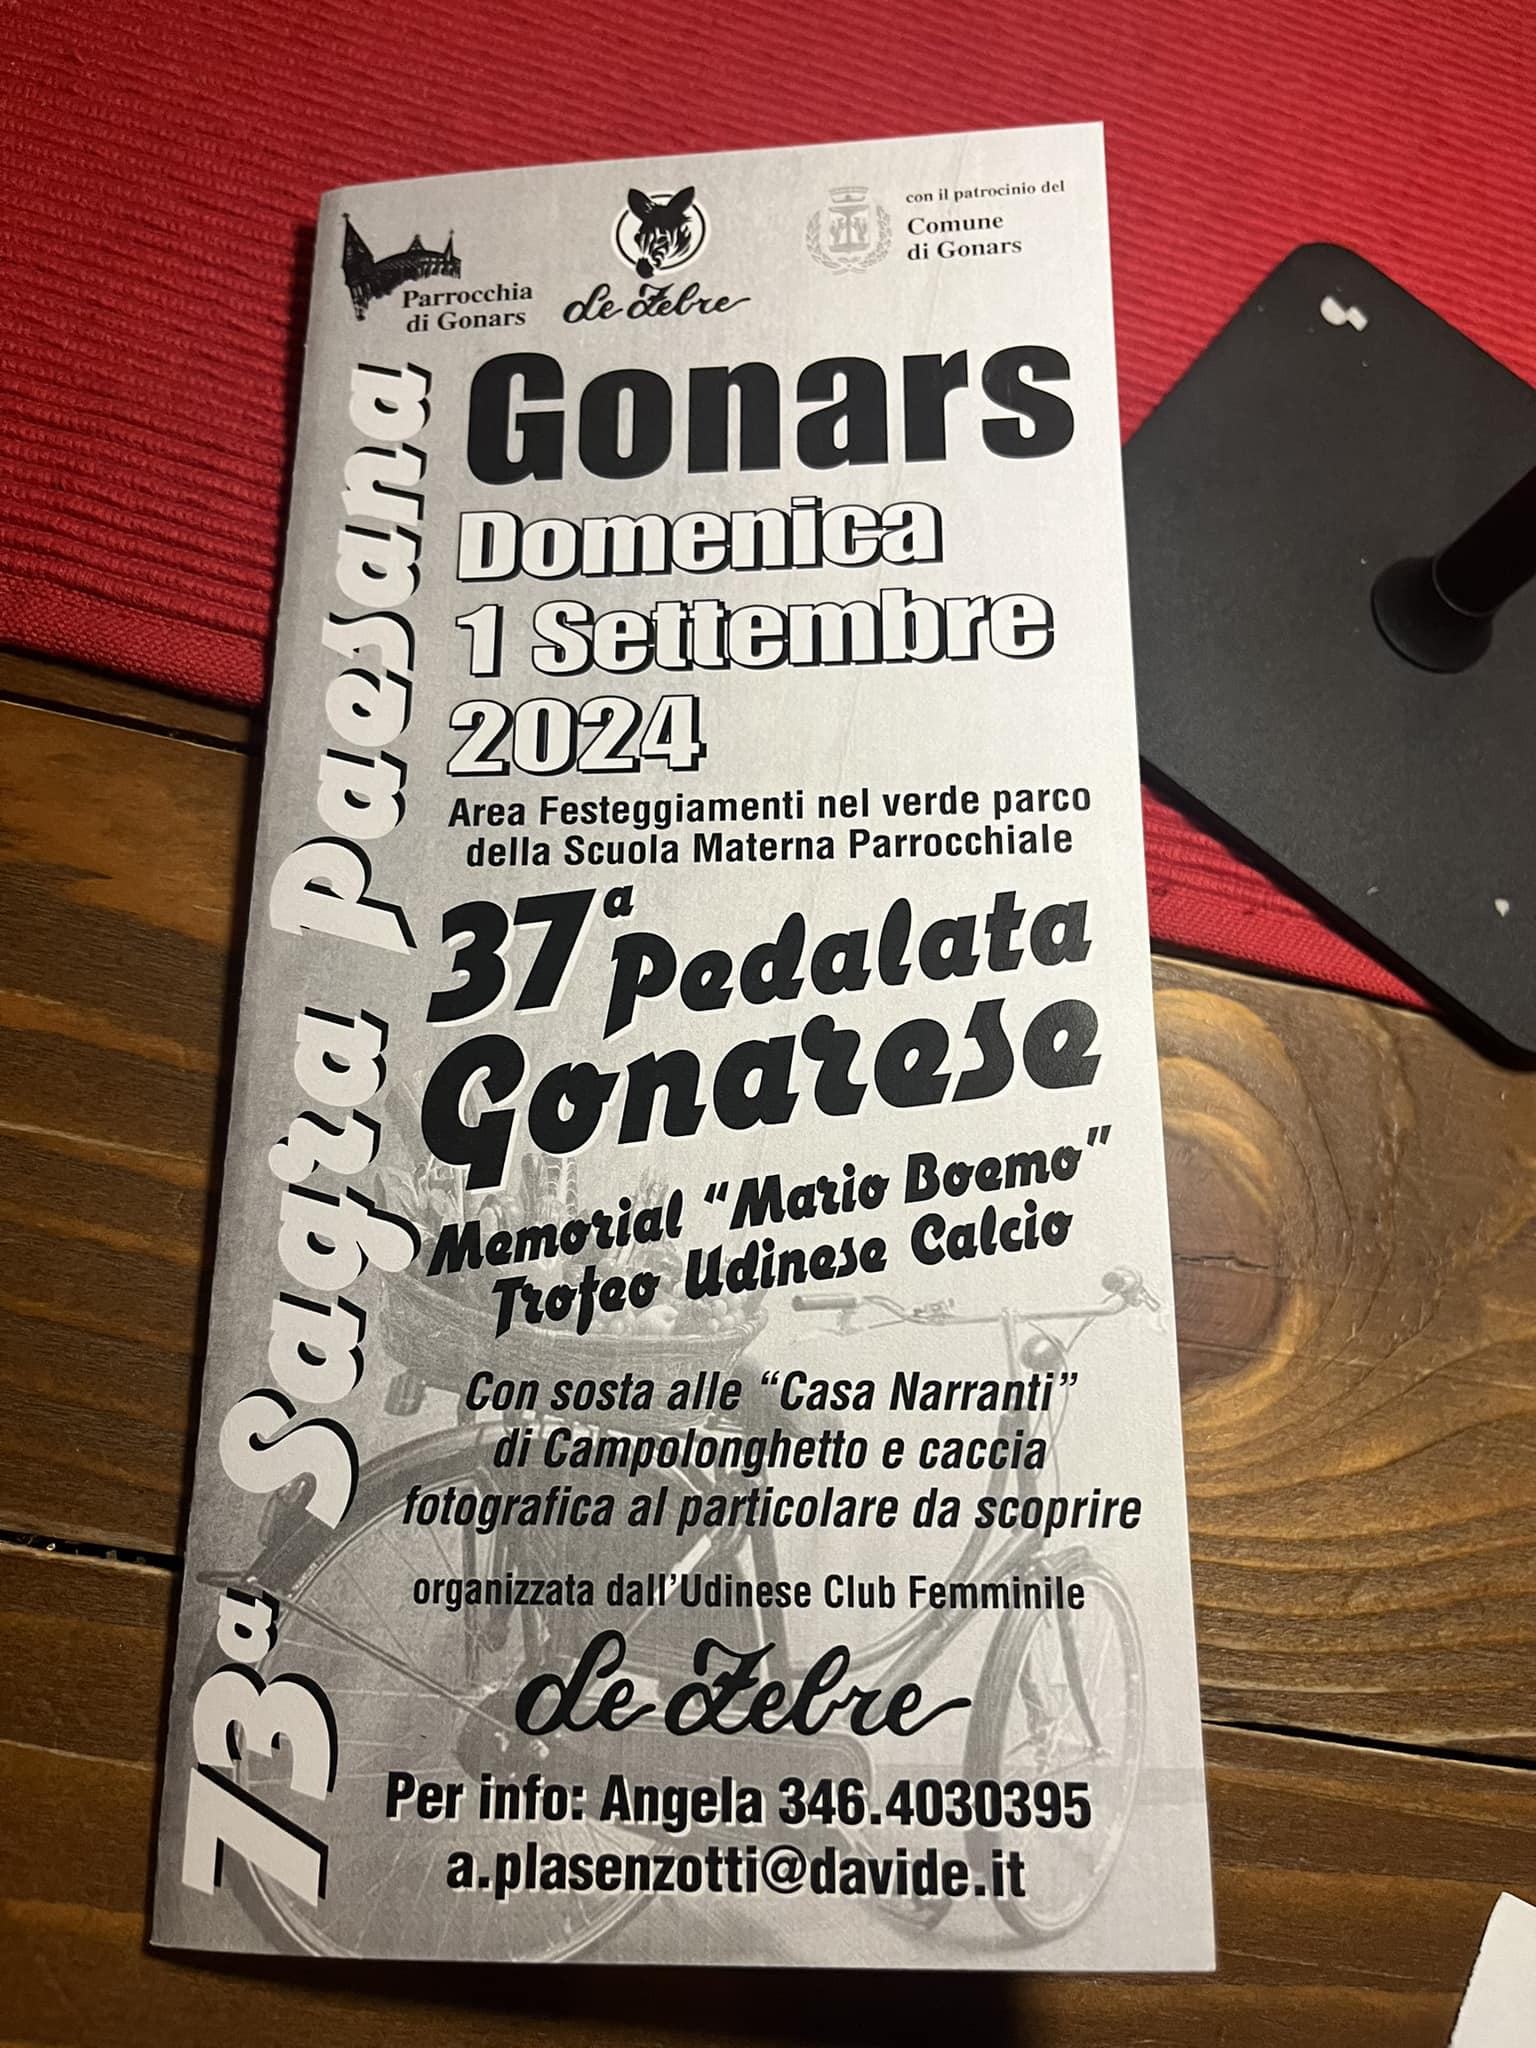 Parrocchia
di Gonars
Le Zebre
con il patrocinio del
Comune
di Gonars
73a Sagra Paesana
Gonars
Domenica
1 Settembre
2024
Area Festeggiamenti nel verde parco
della Scuola Materna Parrocchiale
37a Pedalata
Gonarese
Memorial “Mario Boemo”
Trofeo Udinese Calcio
Con sosta alle “Casa Narranti”
di Campolonghetto e caccia
fotografica al particolare da scoprire
organizzata dall'Udinese Club Femminile
Le Zebre
Per info: Angela 346.4030395
a.plasenzotti@davide.it